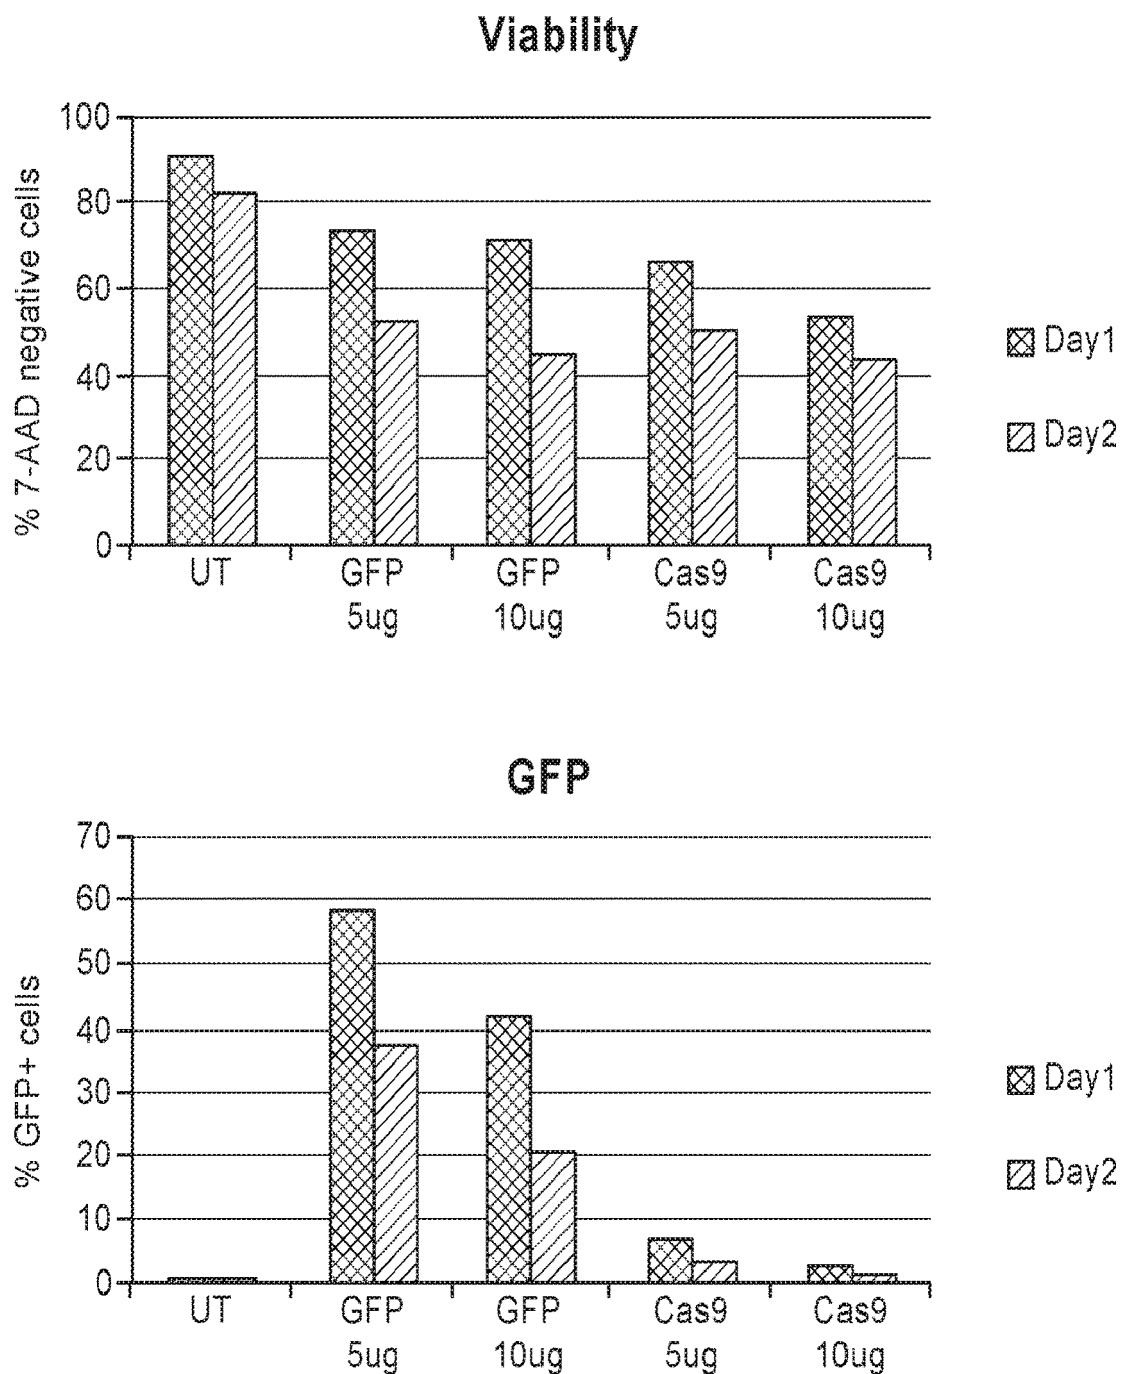 Viability
% 7-AAD negative cells
100
80
60
40
20
0
UT
GFP
5ug
GFP
10ug
Cas9
5ug
Cas9
10ug
Day1
Day2
GFP
% GFP+ cells
70
60
50
40
30
20
10
0
UT
GFP
5ug
GFP
10ug
Cas9
5ug
Cas9
10ug
Day1
Day2